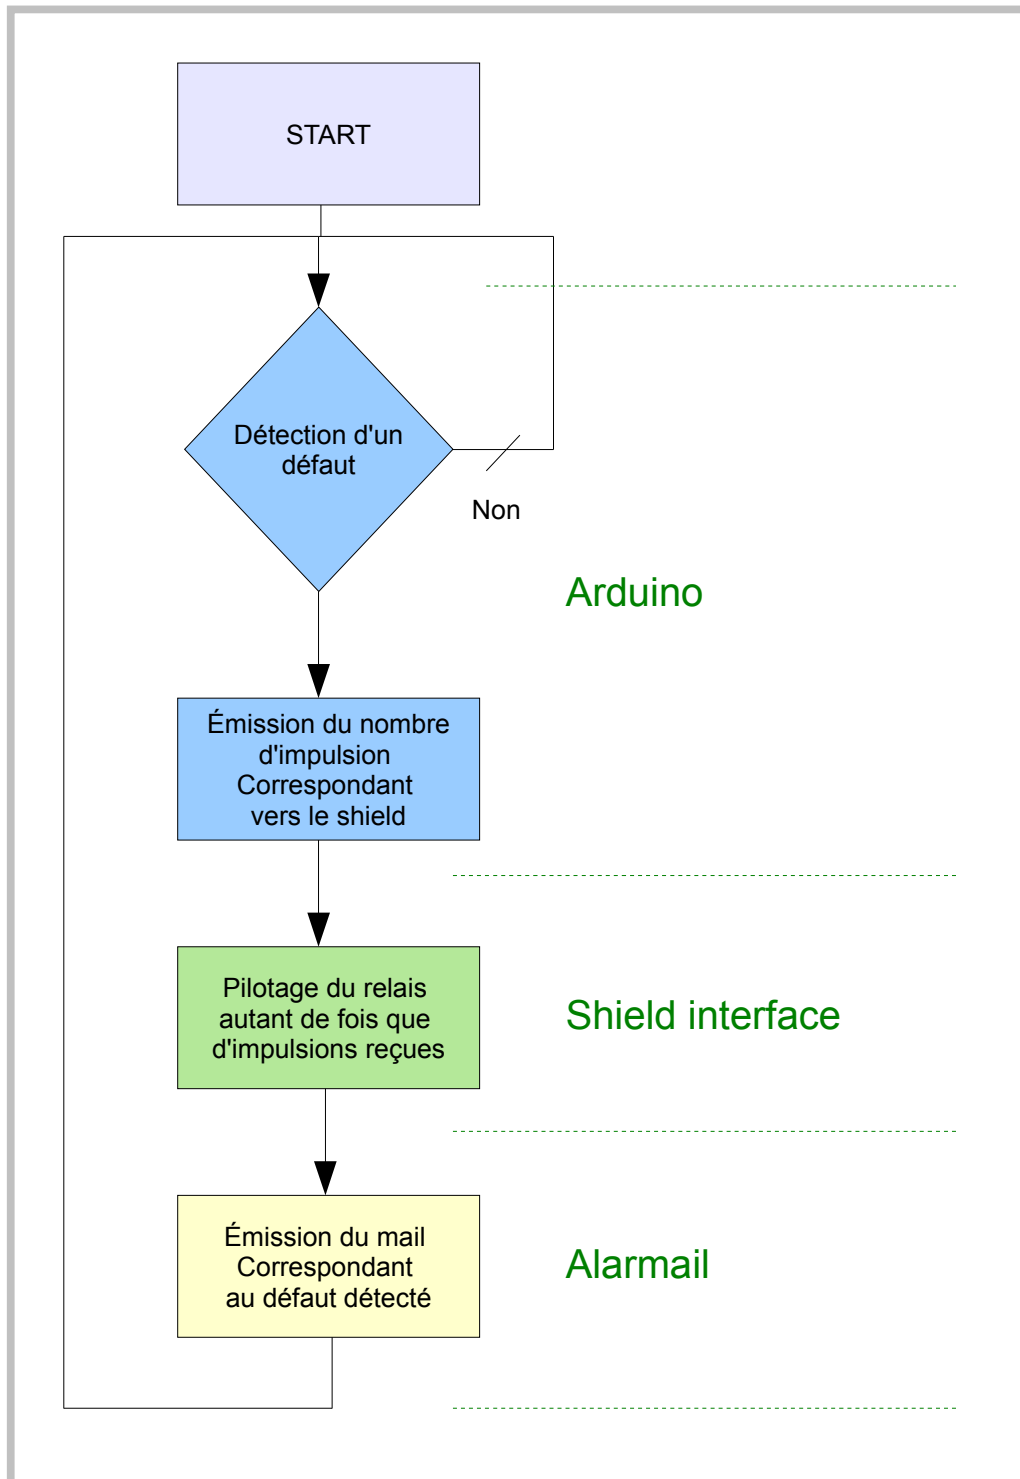 START
Détection d'un
défaut
Non
Arduino
Émission du nombre
d'impulsion
Correspondant
vers le shield
Pilotage du relais
autant de fois que
d'impulsions reçues
Shield interface
Émission du mail
Correspondant
au défaut détecté
Alarmail